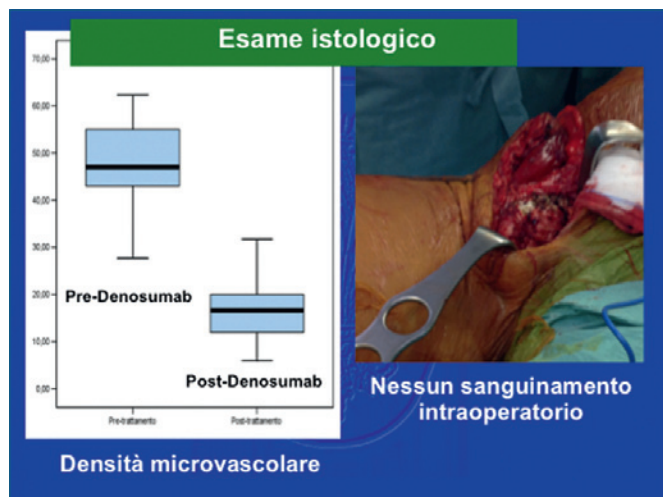 Esame istologico
70,00
60,00
50,00
40,00
30,00
20,00
10,00
0,00
Pre-Denosumab
Post-Denosumab
Pre-trattamento
Post-trattamento
Densità microvascolare
Nessun sanguinamento
intraoperatorio